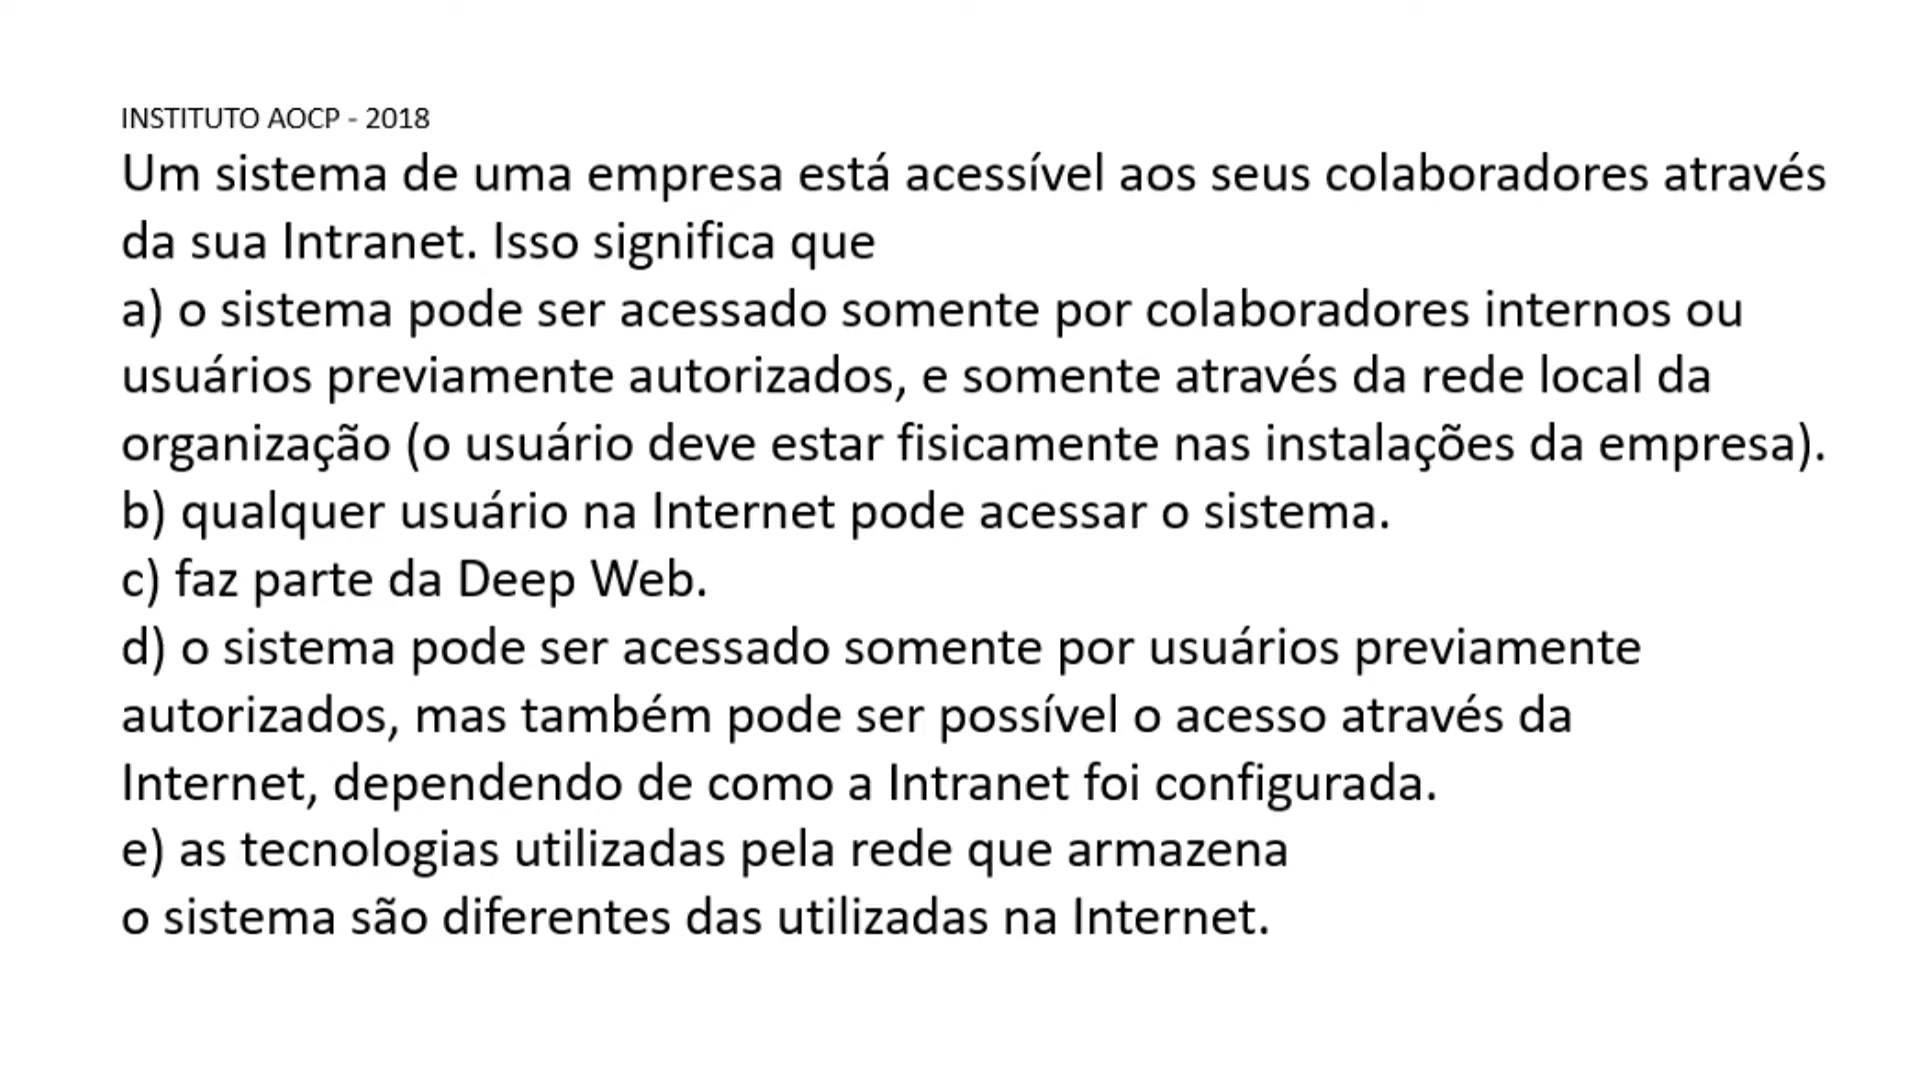 INSTITUTO AOCP - 2018
Um sistema de uma empresa está acessível aos seus colaboradores através
da sua Intranet. Isso significa que
a) o sistema pode ser acessado somente por colaboradores internos ou
usuários previamente autorizados, e somente através da rede local da
organização (o usuário deve estar fisicamente nas instalações da empresa).
b) qualquer usuário na Internet pode acessar o sistema.
c) faz parte da Deep Web.
d) o sistema pode ser acessado somente por usuários previamente
autorizados, mas também pode ser possível o acesso através da
Internet, dependendo de como a Intranet foi configurada.
e) as tecnologias utilizadas pela rede que armazena
o sistema são diferentes das utilizadas na Internet.